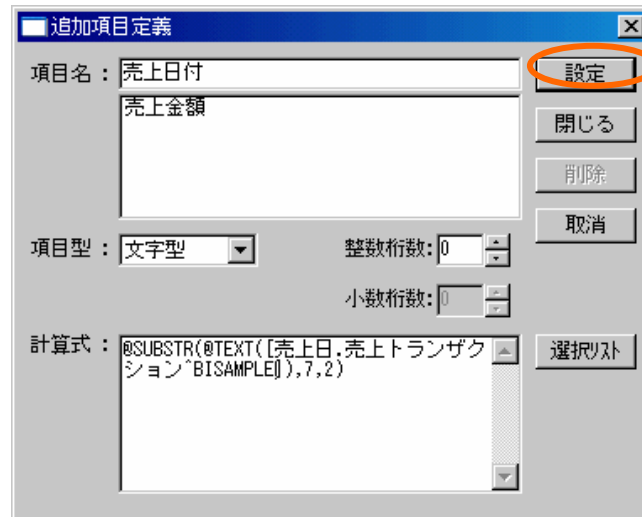 追加項目定義
項目名：売上日付
設定
売上金額
閉じる
削除
取消
項目型：文字型
整数桁数:0
小数桁数:0
計算式：@SUBSTR(@TEXT([売上日.売上トランザク
ション^BISAMPLE]),7,2)
選択リスト